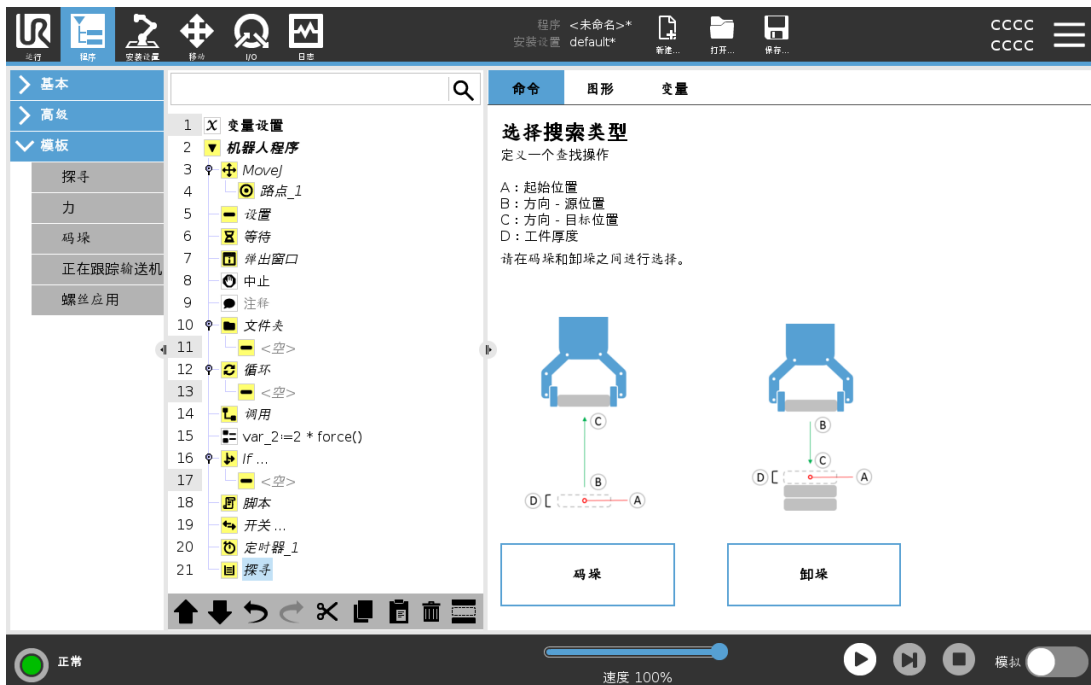 UR
运行
程序
安装设置
移动
I/O
日志
程序 <未命名>*
安装设置 default*
新建...
打开...
保存...
CCCC
CCCC
基本
高级
模板
探寻
力
码垛
正在跟踪输送机
螺丝应用
1 X 变量设置
2 机器人程序
3 MoveJ
4 路点_1
5 设置
6 等待
7 弹出窗口
8 中止
9 注释
10 文件夹
11 <空>
12 循环
13 <空>
14 调用
15 var_2:=2 * force()
16 If ...
17 <空>
18 脚本
19 开关 ...
20 定时器_1
21 探寻
命令 图形 变量
选择搜索类型
定义一个查找操作
A：起始位置
B：方向 - 源位置
C：方向 - 目标位置
D：工件厚度
请在码垛和卸垛之间进行选择。
C
B
D A
B
C
D A
码垛
卸垛
正常
速度 100%
模拟